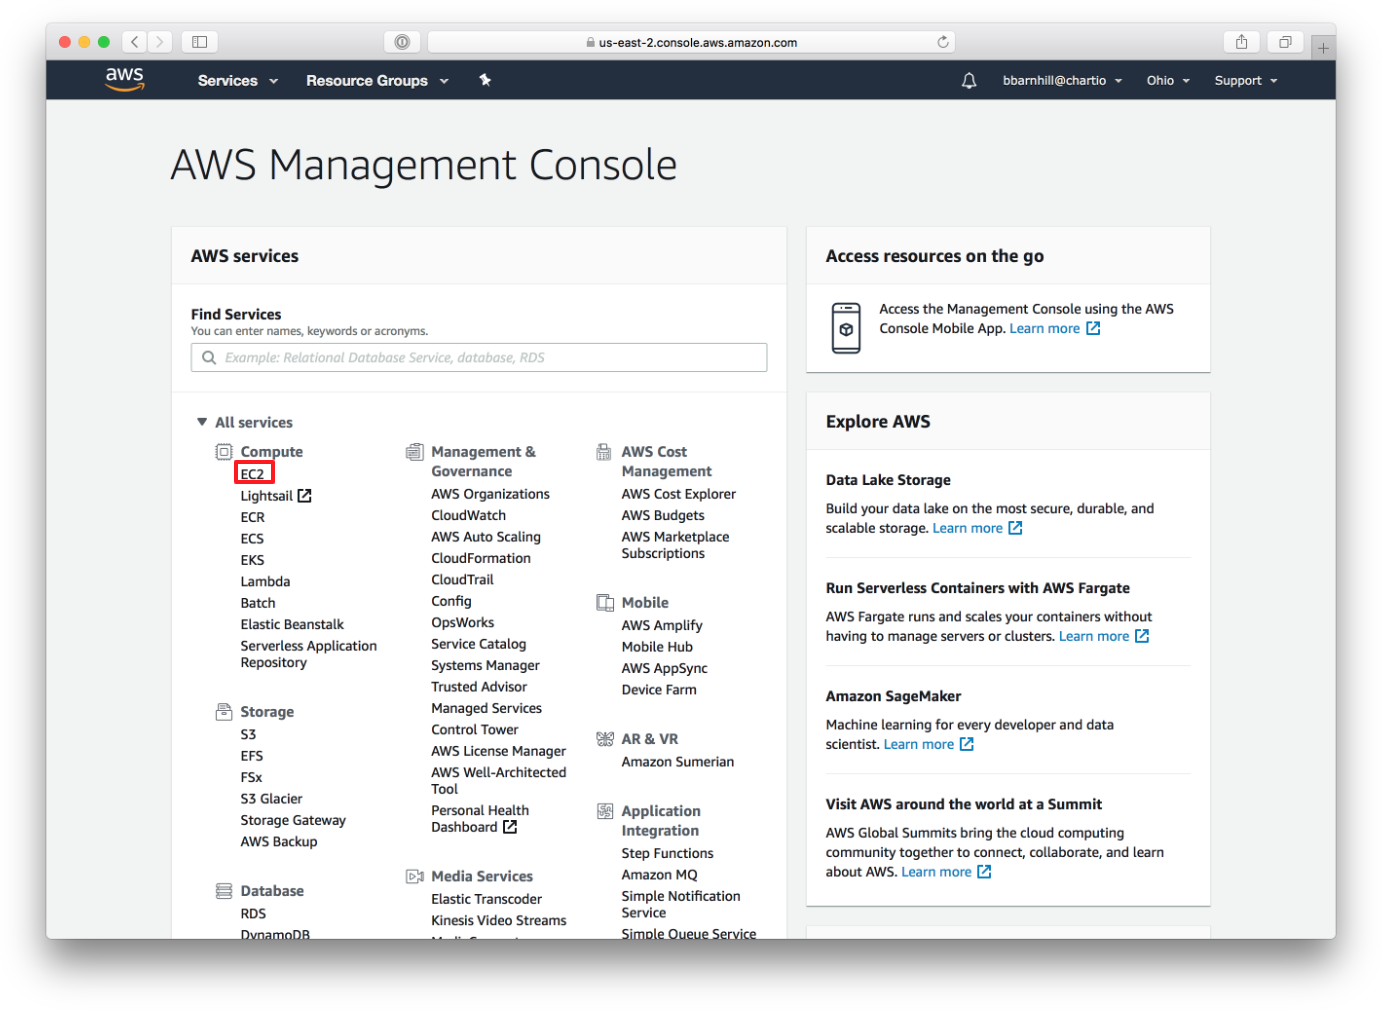 us-east-2.console.aws.amazon.com
aws
Services
Resource Groups
bbarnhill@chartio
Ohio
Support
AWS Management Console
AWS services
Find Services
You can enter names, keywords or acronyms.
Example: Relational Database Service, database, RDS
All services
Compute
EC2
Lightsail
ECR
ECS
EKS
Lambda
Batch
Elastic Beanstalk
Serverless Application
Repository
Storage
S3
EFS
FSx
S3 Glacier
Storage Gateway
AWS Backup
Database
RDS
DynamoDB
Management &
Governance
AWS Organizations
CloudWatch
AWS Auto Scaling
CloudFormation
CloudTrail
Config
OpsWorks
Service Catalog
Systems Manager
Trusted Advisor
Managed Services
Control Tower
AWS License Manager
AWS Well-Architected
Tool
Personal Health
Dashboard
Media Services
Elastic Transcoder
Kinesis Video Streams
AWS Cost
Management
AWS Cost Explorer
AWS Budgets
AWS Marketplace
Subscriptions
Mobile
AWS Amplify
Mobile Hub
AWS AppSync
Device Farm
AR & VR
Amazon Sumerian
Application
Integration
Step Functions
Amazon MQ
Simple Notification
Service
Simple Queue Service
Access resources on the go
Access the Management Console using the AWS
Console Mobile App. Learn more
Explore AWS
Data Lake Storage
Build your data lake on the most secure, durable, and
scalable storage. Learn more
Run Serverless Containers with AWS Fargate
AWS Fargate runs and scales your containers without
having to manage servers or clusters. Learn more
Amazon SageMaker
Machine learning for every developer and data
scientist. Learn more
Visit AWS around the world at a Summit
AWS Global Summits bring the cloud computing
community together to connect, collaborate, and learn
about AWS. Learn more